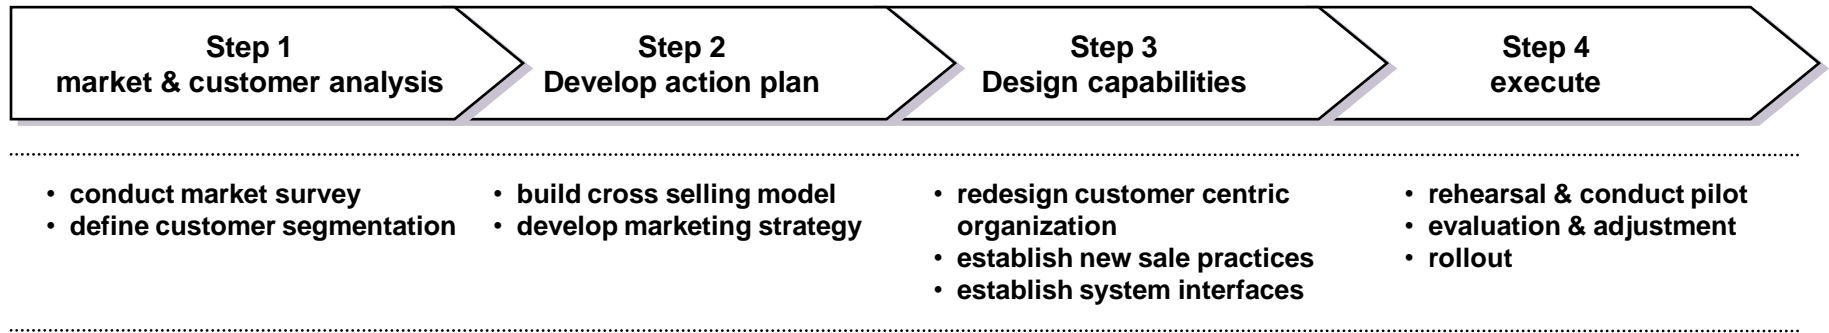 Step 1
market & customer analysis
Step 2
Develop action plan
Step 3
Design capabilities
Step 4
execute
• conduct market survey
• define customer segmentation
• build cross selling model
• develop marketing strategy
• redesign customer centric
organization
• establish new sale practices
• establish system interfaces
• rehearsal & conduct pilot
• evaluation & adjustment
• rollout